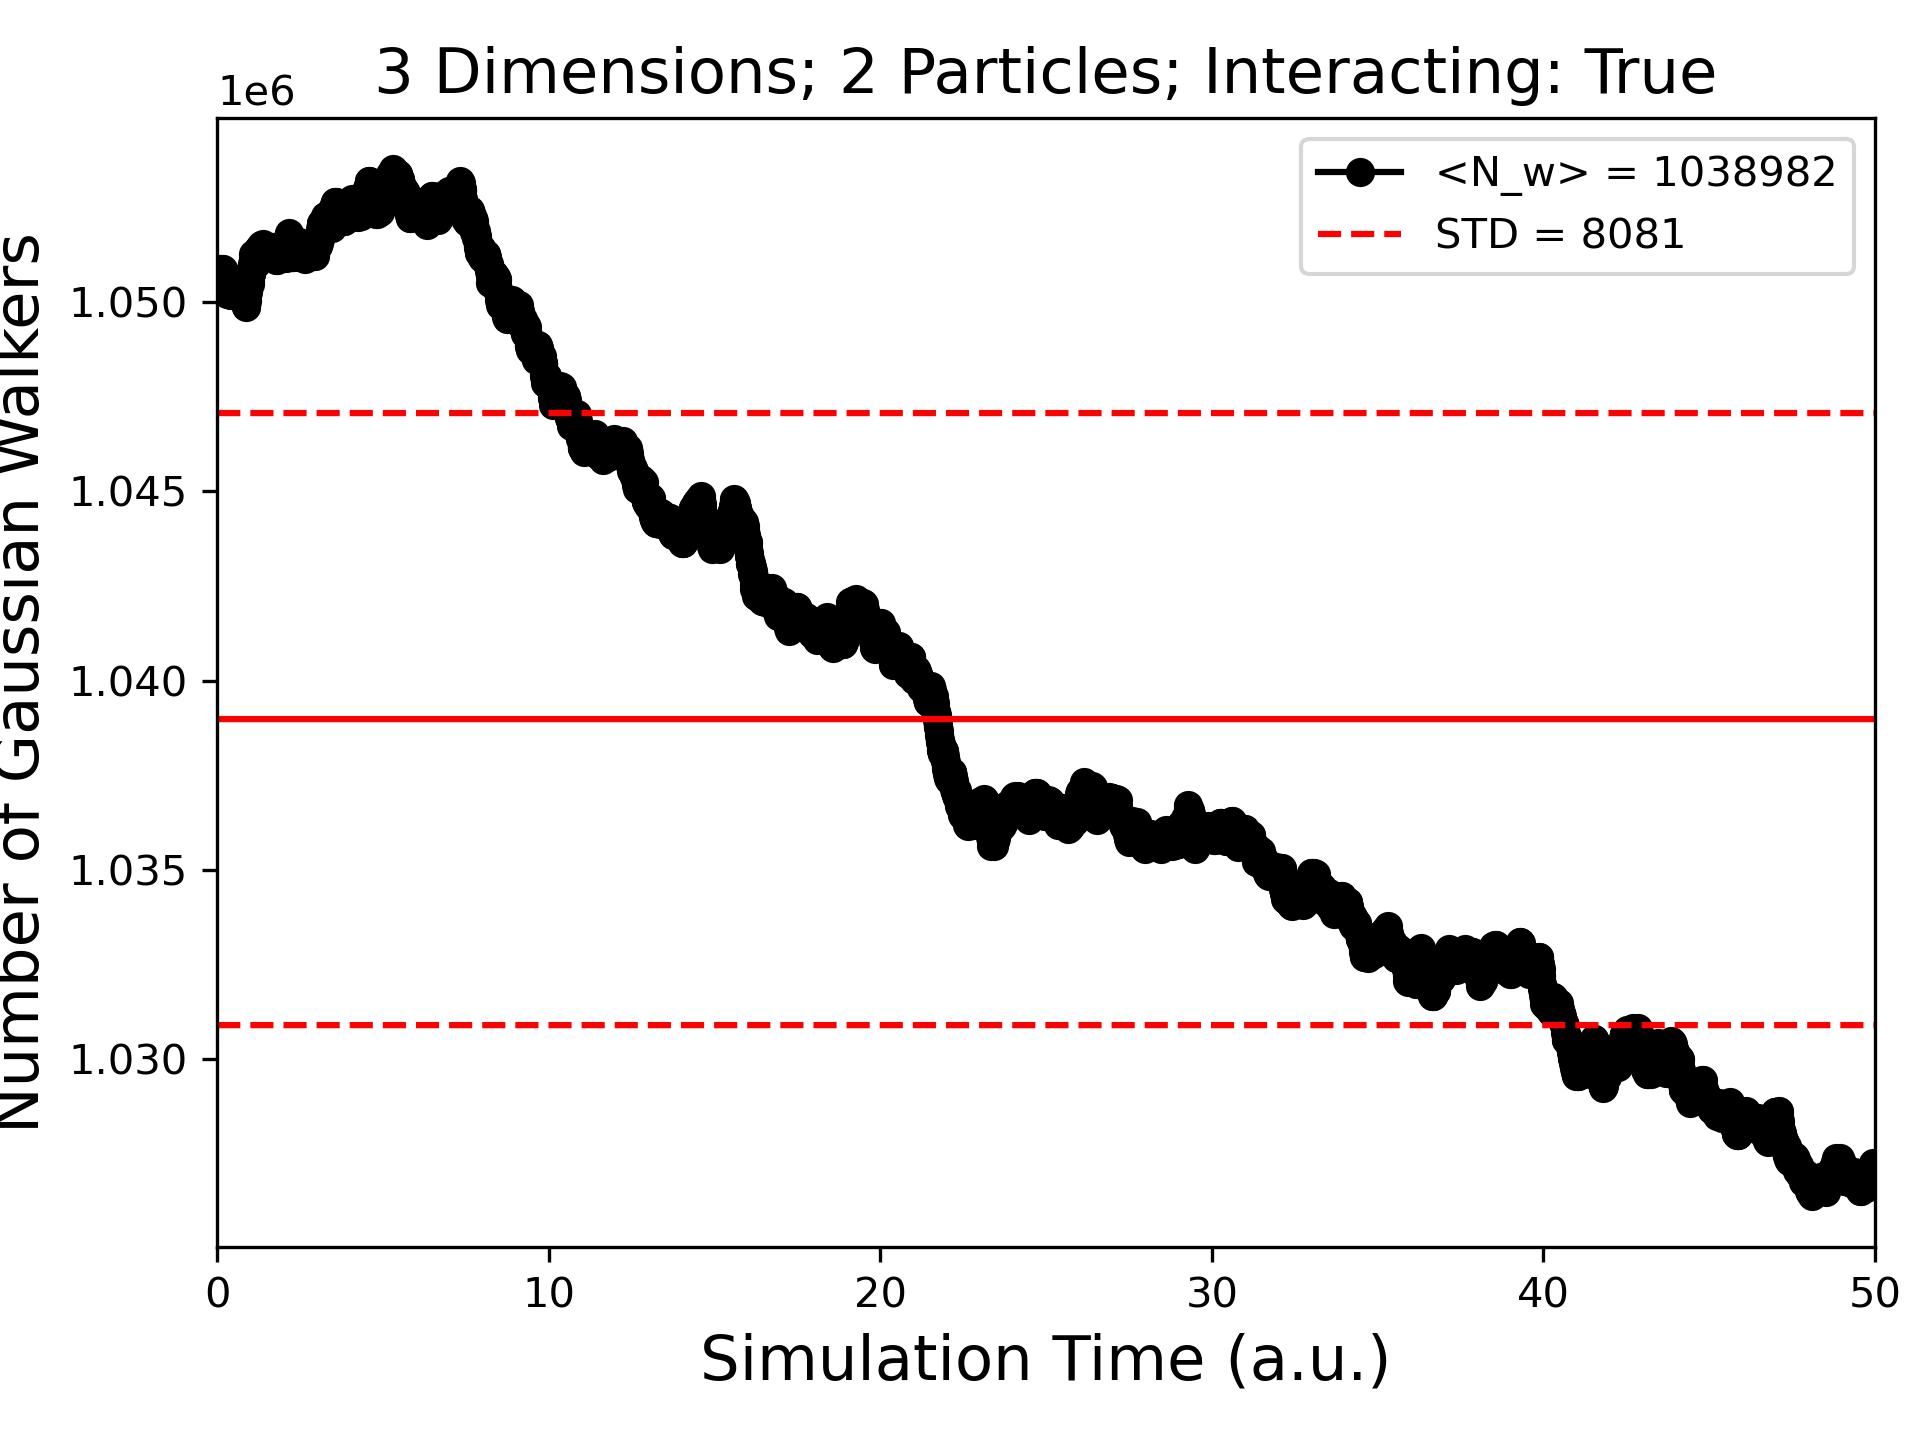 3 Dimensions; 2 Particles; Interacting: True
1e6
<N_w> = 1038982
STD = 8081
Number of Gaussian Walkers
1.050
1.045
1.040
1.035
1.030
0 10 20 30 40 50
Simulation Time (a.u.)